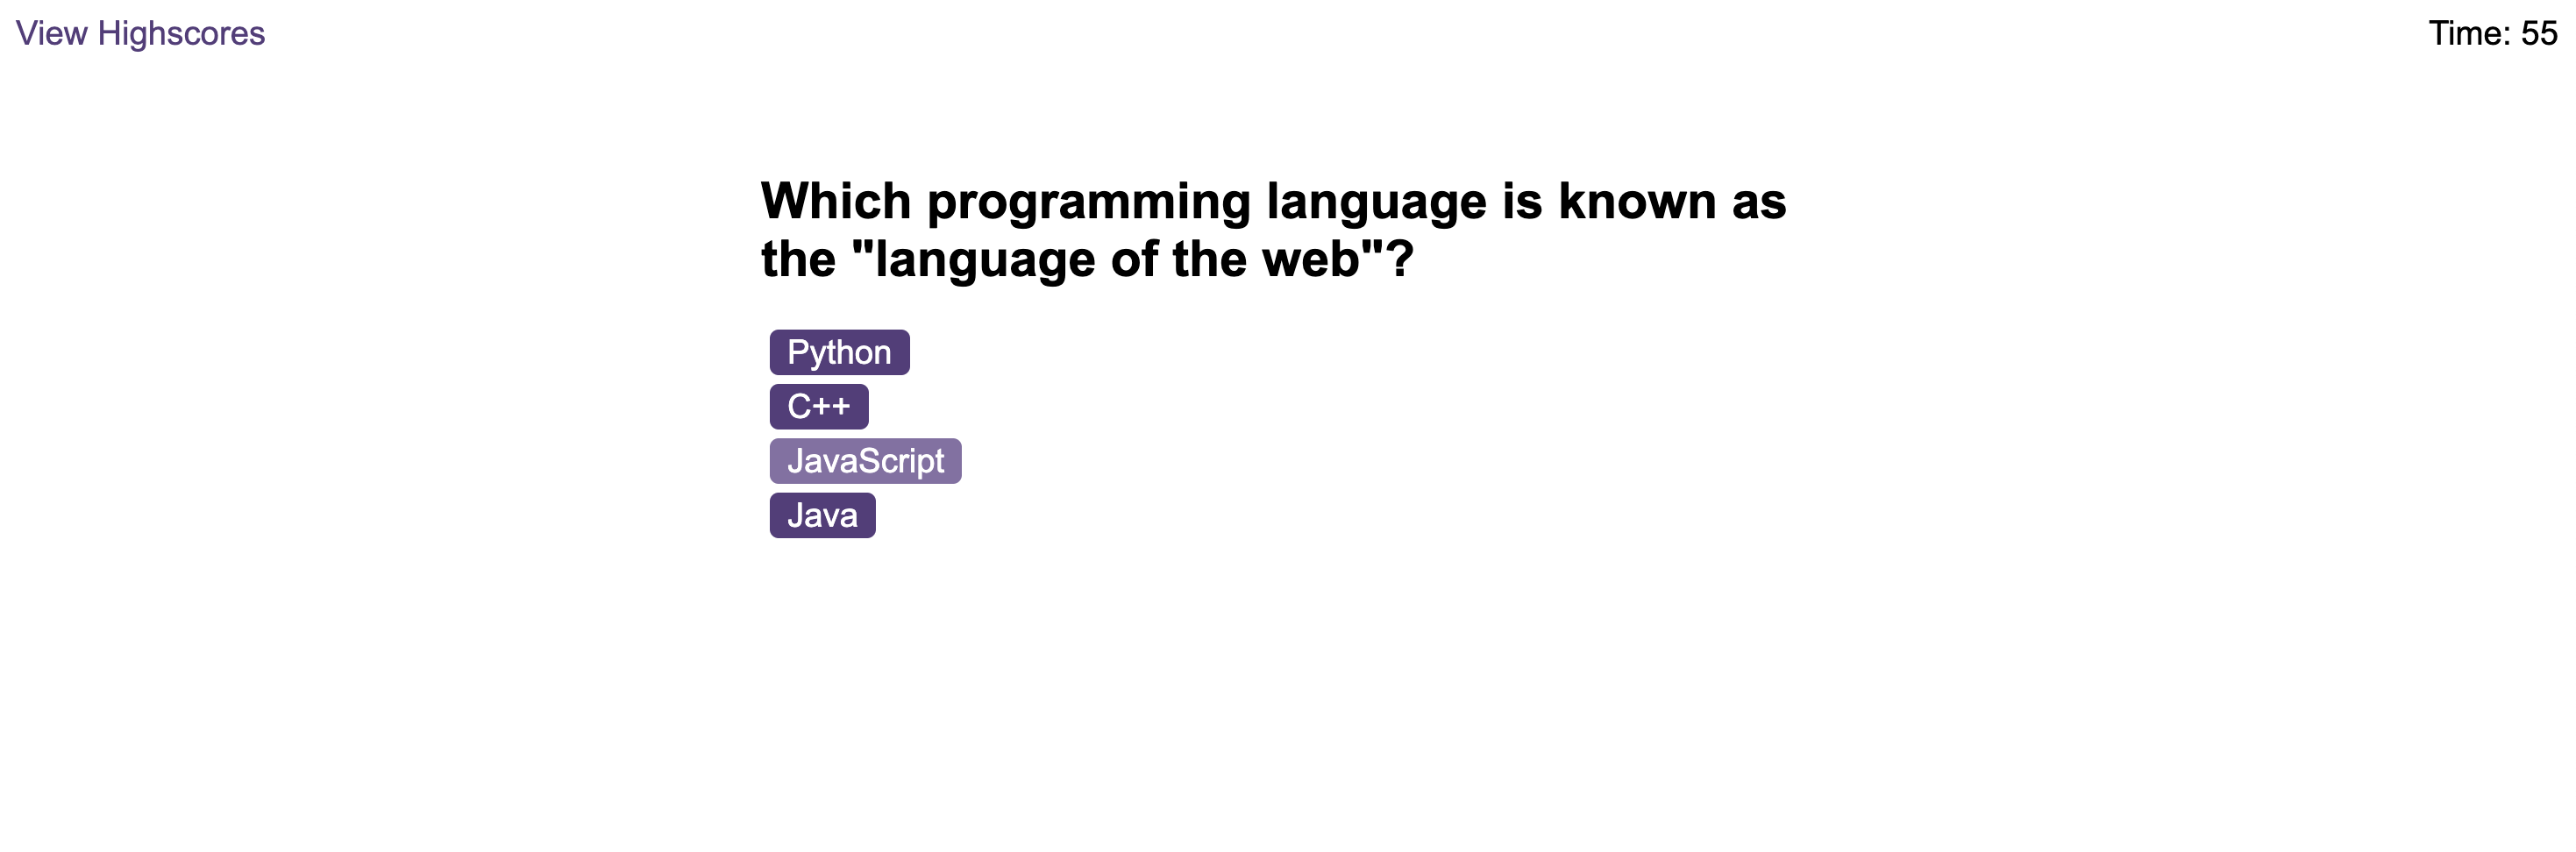 View Highscores
Time: 55
Which programming language is known as
the "language of the web"?
Python
C++
JavaScript
Java